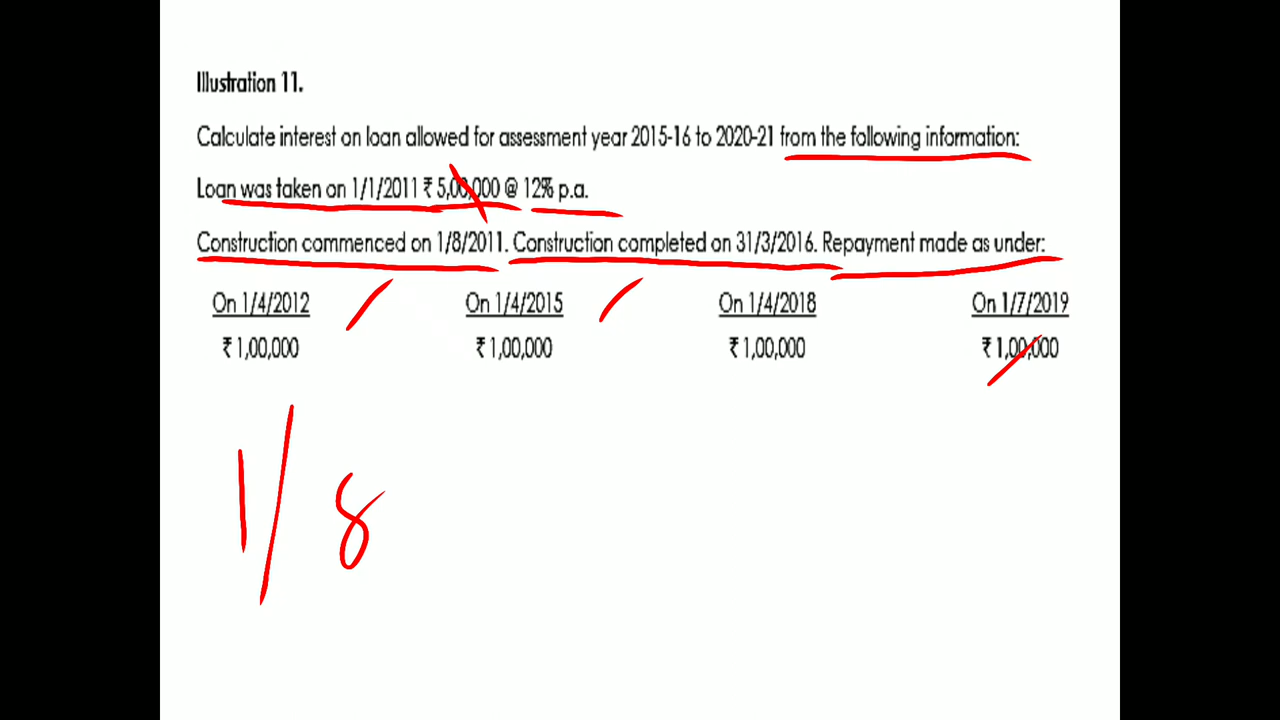 Illustration 11.
Calculate interest on loan allowed for assessment year 2015-16 to 2020-21 from the following information:
Loan was taken on 1/1/2011 ₹ 5,00,000 @ 12% p.a.
Construction commenced on 1/8/2011. Construction completed on 31/3/2016. Repayment made as under:
On 1/4/2012 On 1/4/2015 On 1/4/2018 On 1/7/2019
₹ 1,00,000 ₹ 1,00,000 ₹ 1,00,000 ₹ 1,00,000
1/8